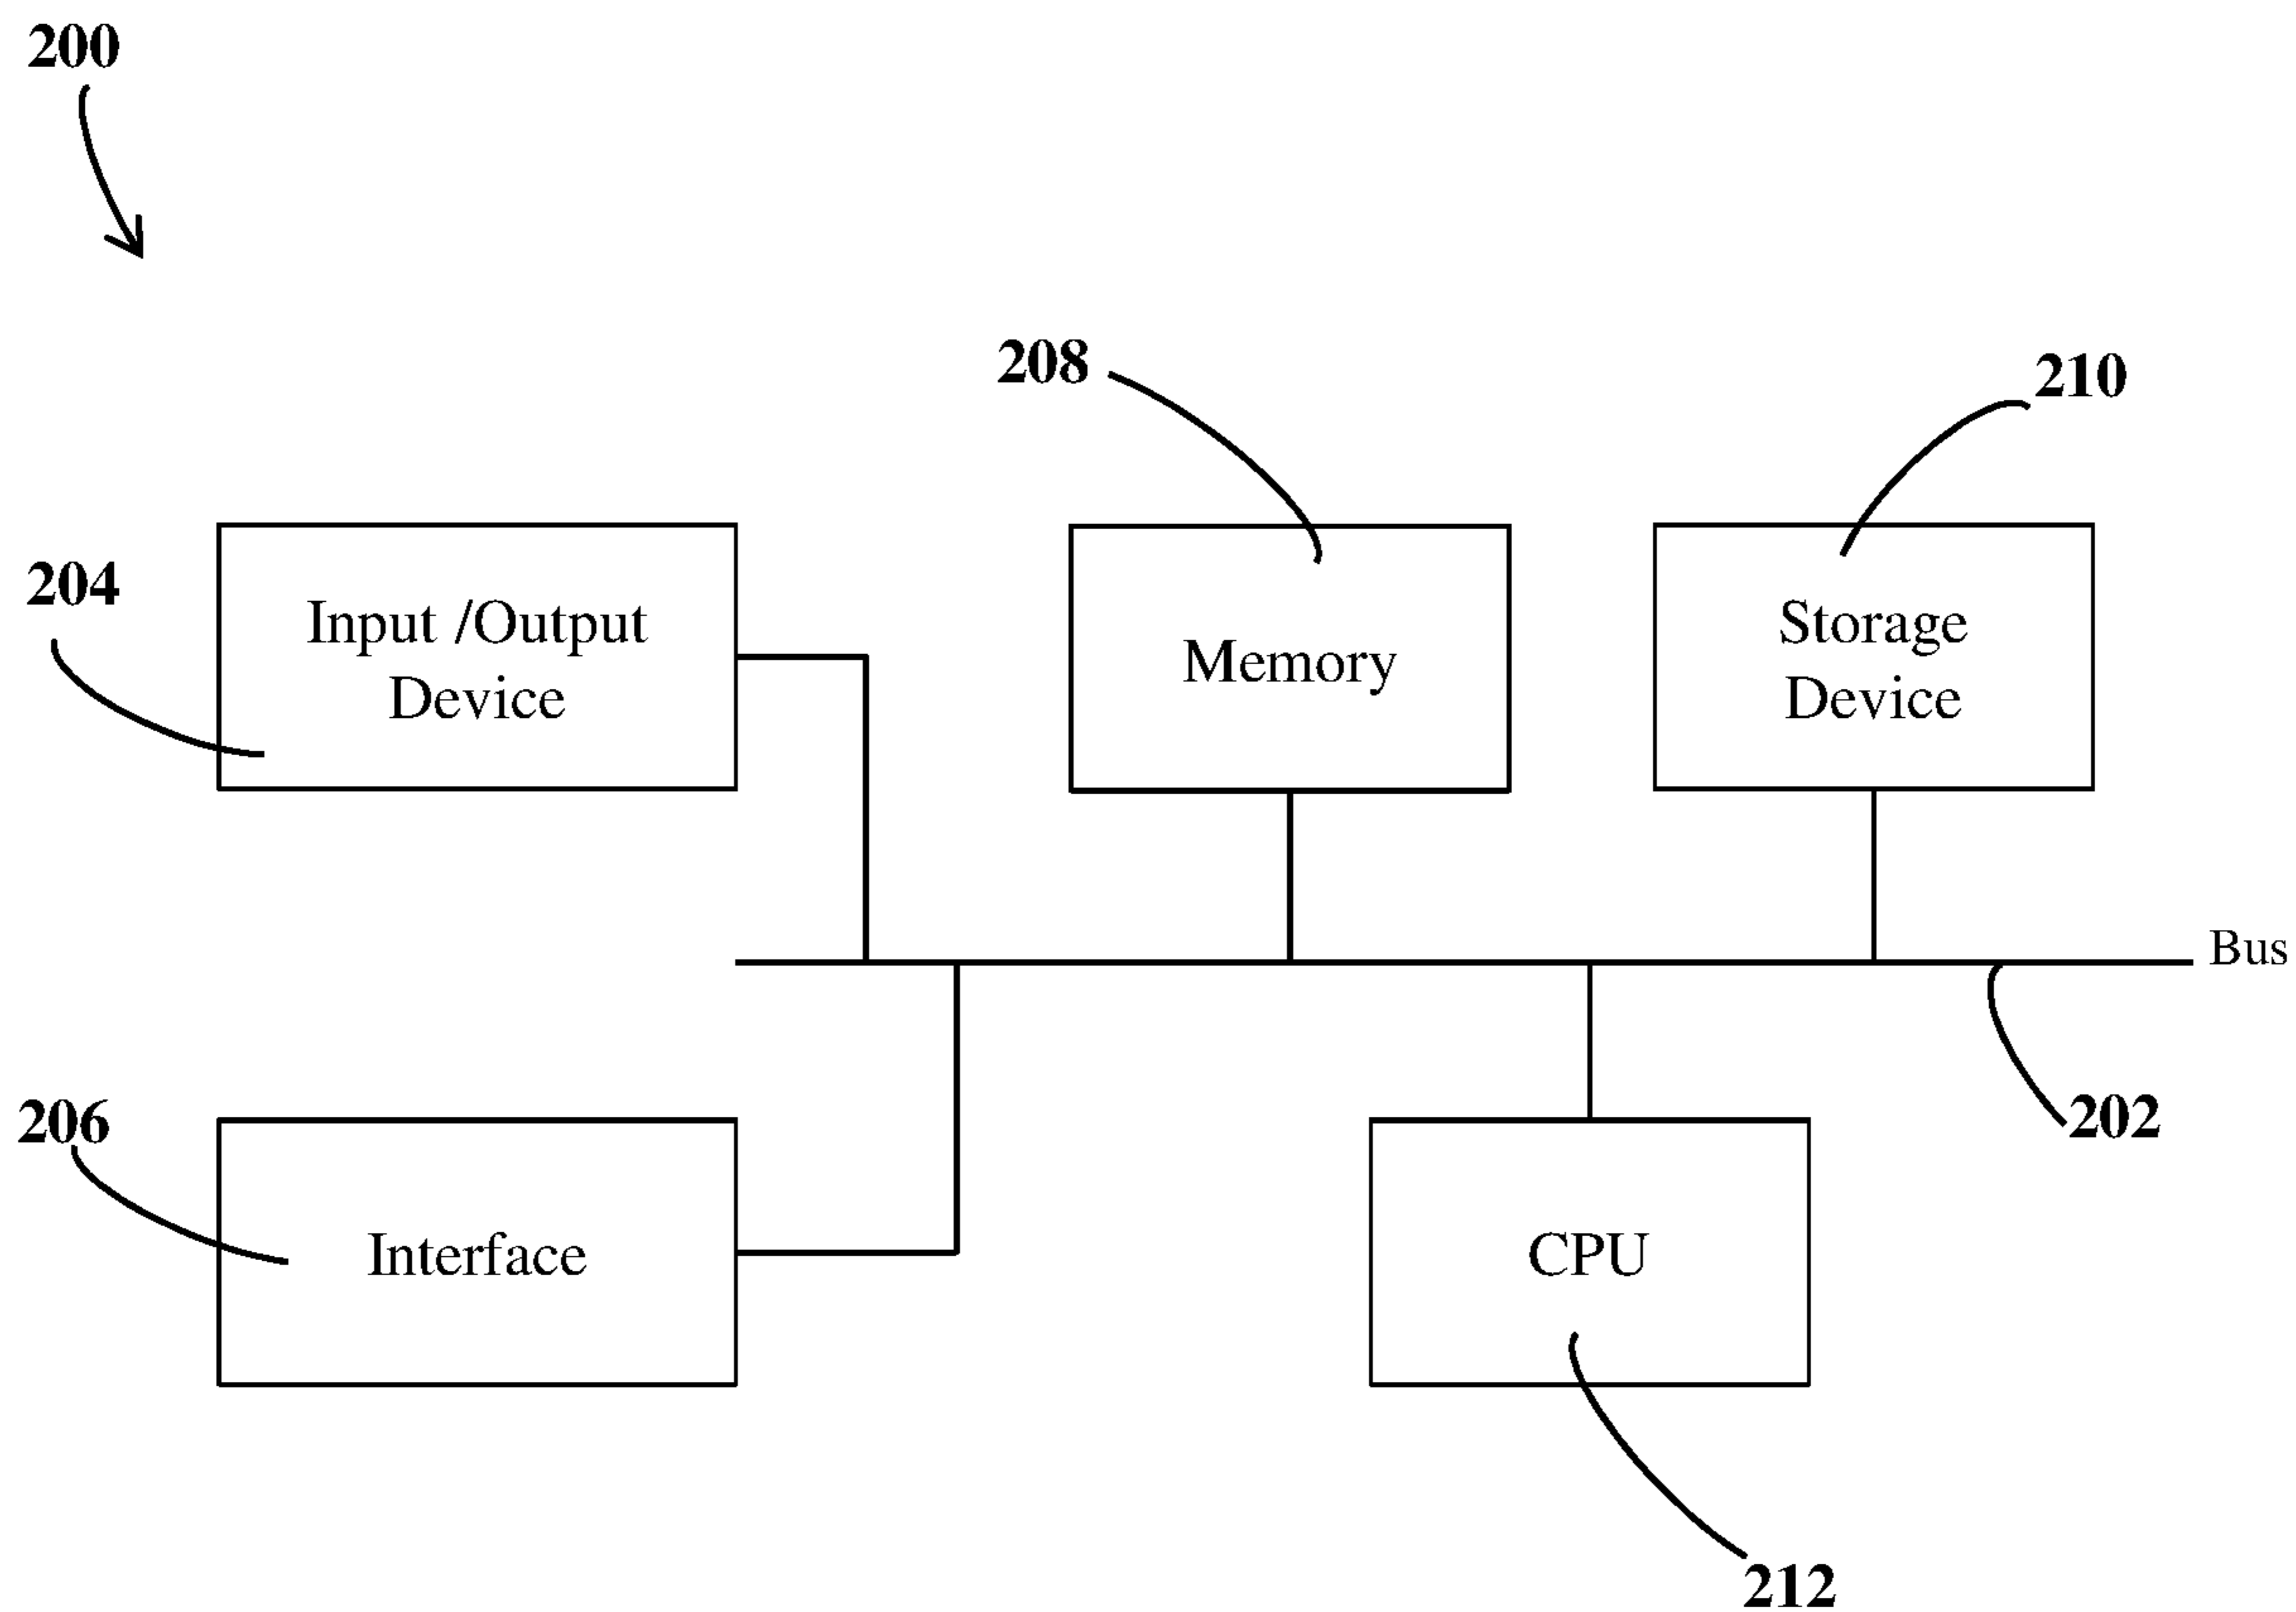 200
208
210
204
Input /Output
Device
Memory
Storage
Device
Bus
206
202
Interface
CPU
212